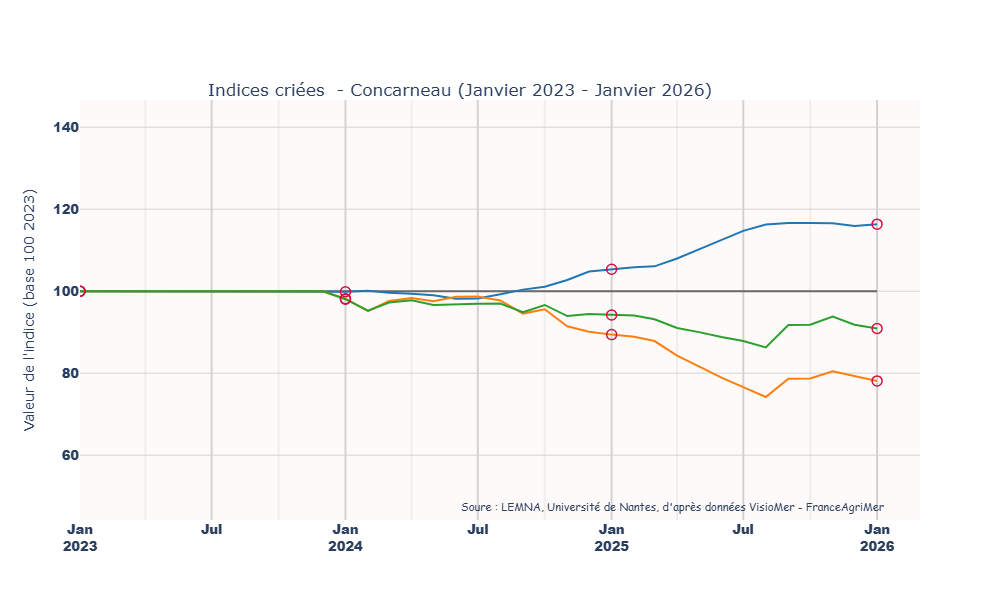 Indices criées  - Concarneau (Janvier 2023 - Janvier 2026)
Valeur de l'indice (base 100 2023)
140
120
100
80
60
Soure : LEMNA, Université de Nantes, d'après données VisioMer - FranceAgriMer
Jan Jul Jan Jul Jan Jul Jan
2023 2024 2025 2026